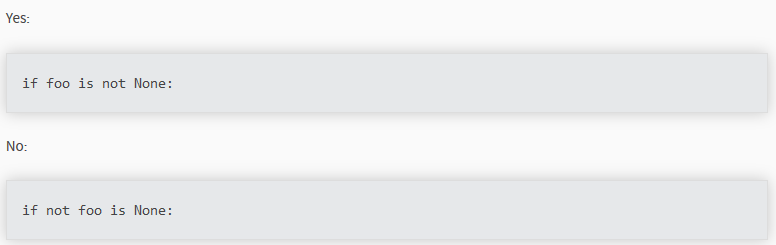 Yes:
if foo is not None:
No:
if not foo is None: